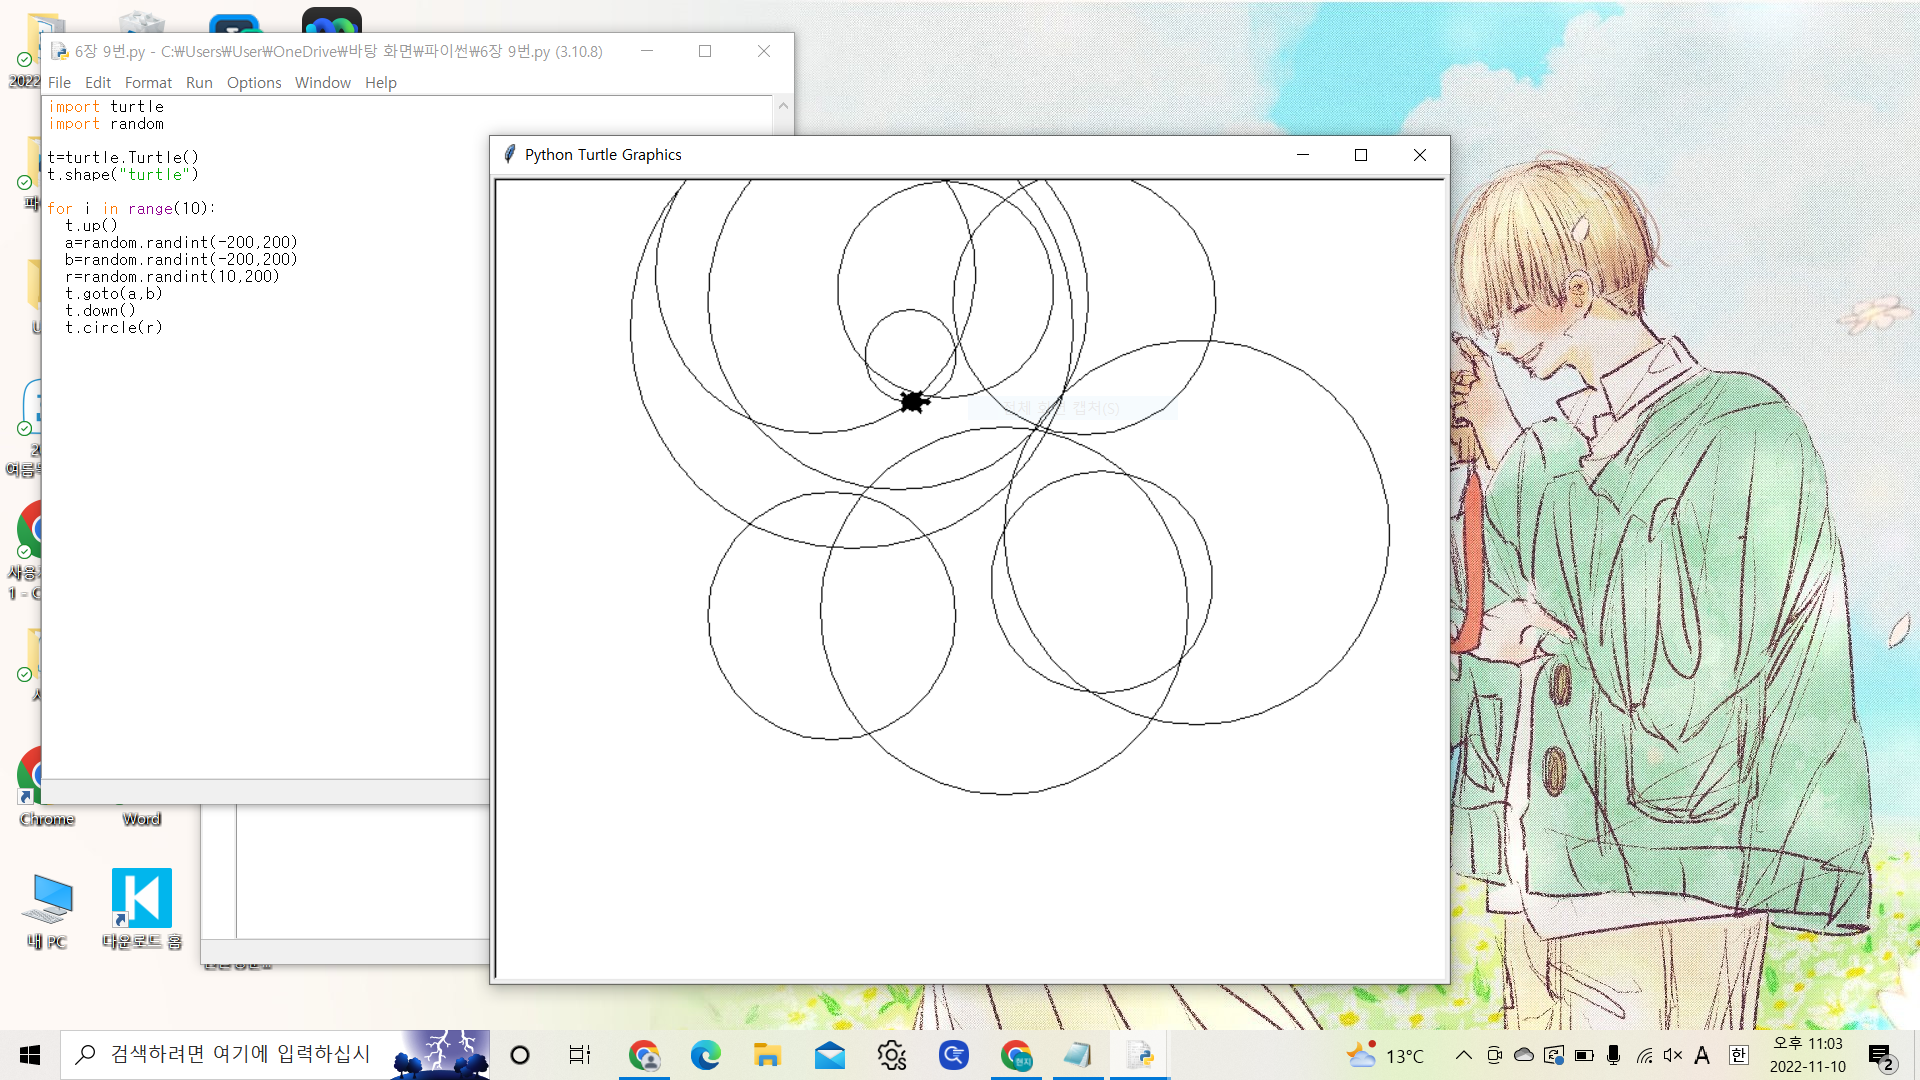 2022
6장 9번.py - C:₩Users₩User₩OneDrive₩바탕 화면₩파이썬₩6장 9번.py (3.10.8)
File Edit Format Run Options Window Help
import turtle
import random
t=turtle.Turtle()
t.shape("turtle")
for i in range(10):
t.up()
a=random.randint(-200,200)
b=random.randint(-200,200)
r=random.randint(10,200)
t.goto(a,b)
t.down()
t.circle(r)
Python Turtle Graphics
캡처(S)
Chrome
Word
내 PC
다운로드 홈
검색하려면 여기에 입력하십시
13°C
A
한
오후 11:03
2022-11-10
2